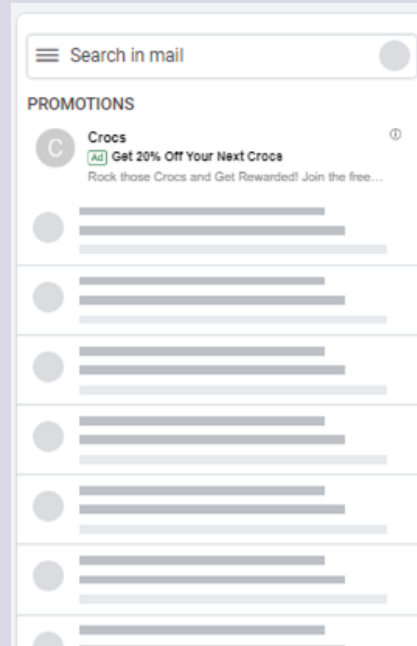 Search in mail
PROMOTIONS
C
Crocs
Ad Get 20% Off Your Next Crocs
Rock those Crocs and Get Rewarded! Join the free...